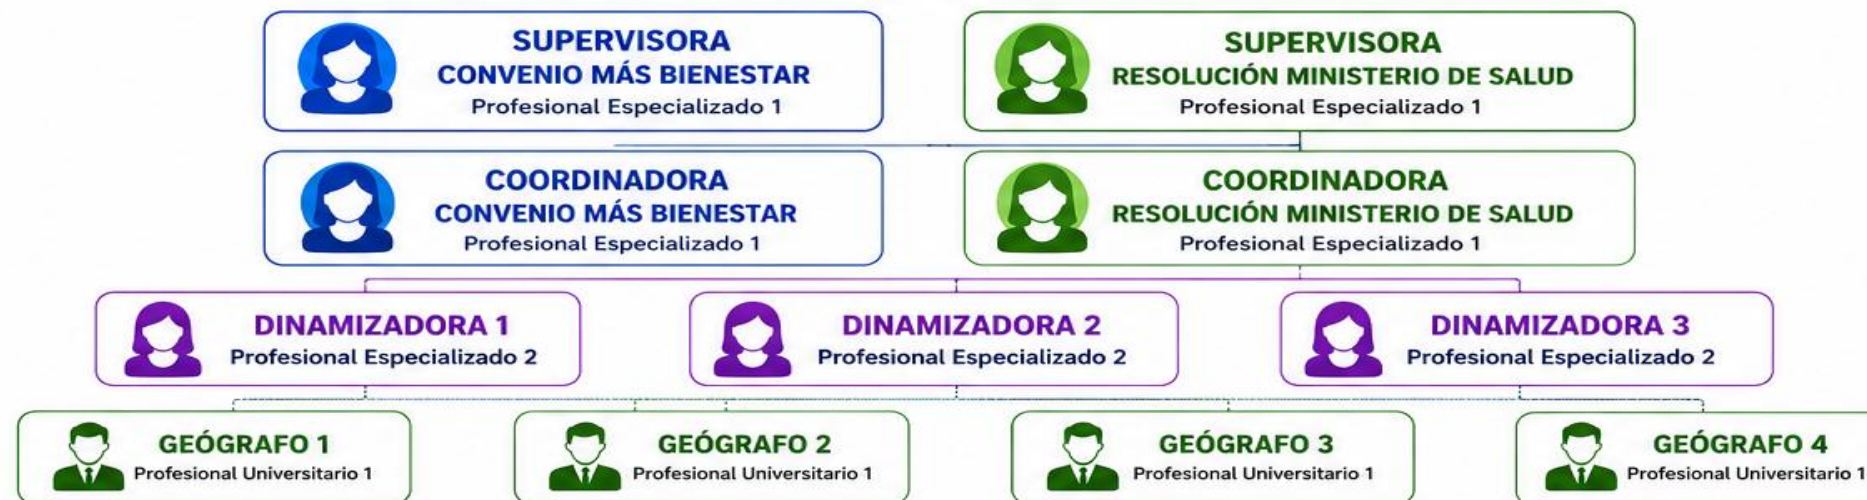 SUPERVISORA
CONVENIO MÁS BIENESTAR
Profesional Especializado 1
SUPERVISORA
RESOLUCIÓN MINISTERIO DE SALUD
Profesional Especializado 1
COORDINADORA
CONVENIO MÁS BIENESTAR
Profesional Especializado 1
COORDINADORA
RESOLUCIÓN MINISTERIO DE SALUD
Profesional Especializado 1
DINAMIZADORA 1
Profesional Especializado 2
DINAMIZADORA 2
Profesional Especializado 2
DINAMIZADORA 3
Profesional Especializado 2
GEÓGRAFO 1
Profesional Universitario 1
GEÓGRAFO 2
Profesional Universitario 1
GEÓGRAFO 3
Profesional Universitario 1
GEÓGRAFO 4
Profesional Universitario 1